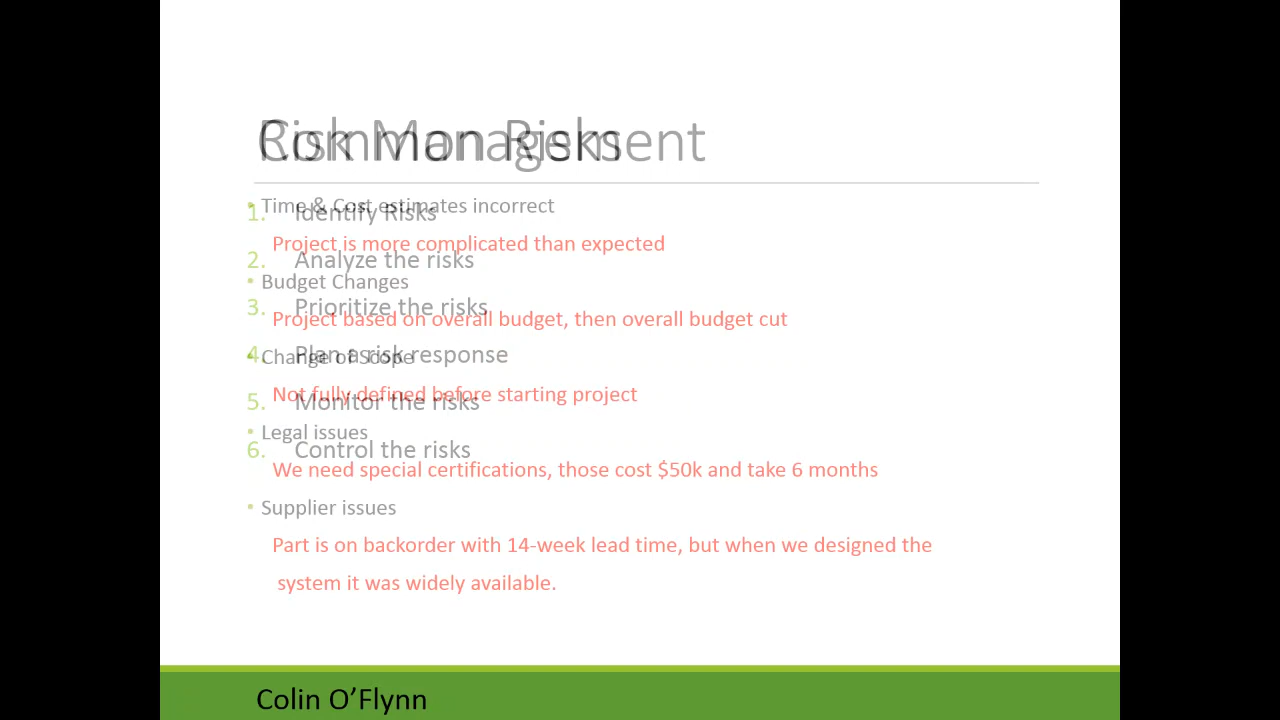 Risk Management
Common Risks
• Time & Cost estimates incorrect
1. Identify Risks
Project is more complicated than expected
2. Analyze the risks
• Budget Changes
3. Prioritize the risks
Project based on overall budget, then overall budget cut
4. Plan a risk response
• Change of Scope
Not fully defined before starting project
5. Monitor the risks
• Legal issues
6. Control the risks
We need special certifications, those cost $50k and take 6 months
• Supplier issues
Part is on backorder with 14-week lead time, but when we designed the
system it was widely available.
Colin O’Flynn